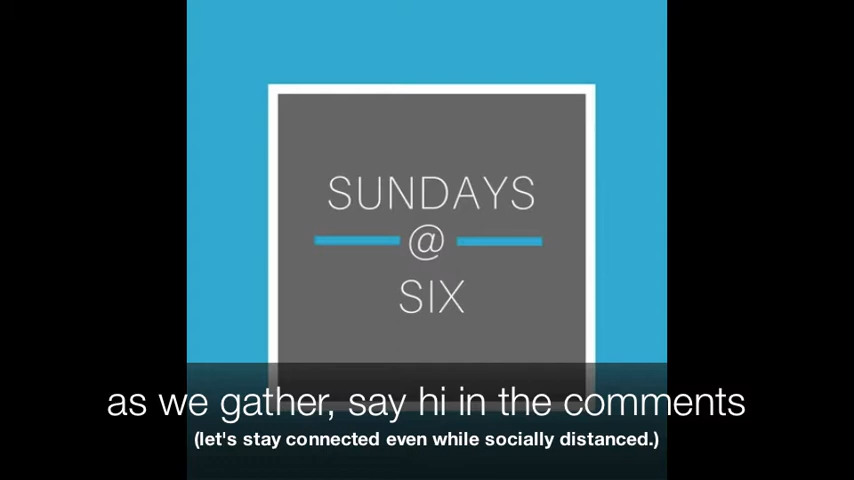 SUNDAYS
@
SIX
as we gather, say hi in the comments
(let's stay connected even while socially distanced.)